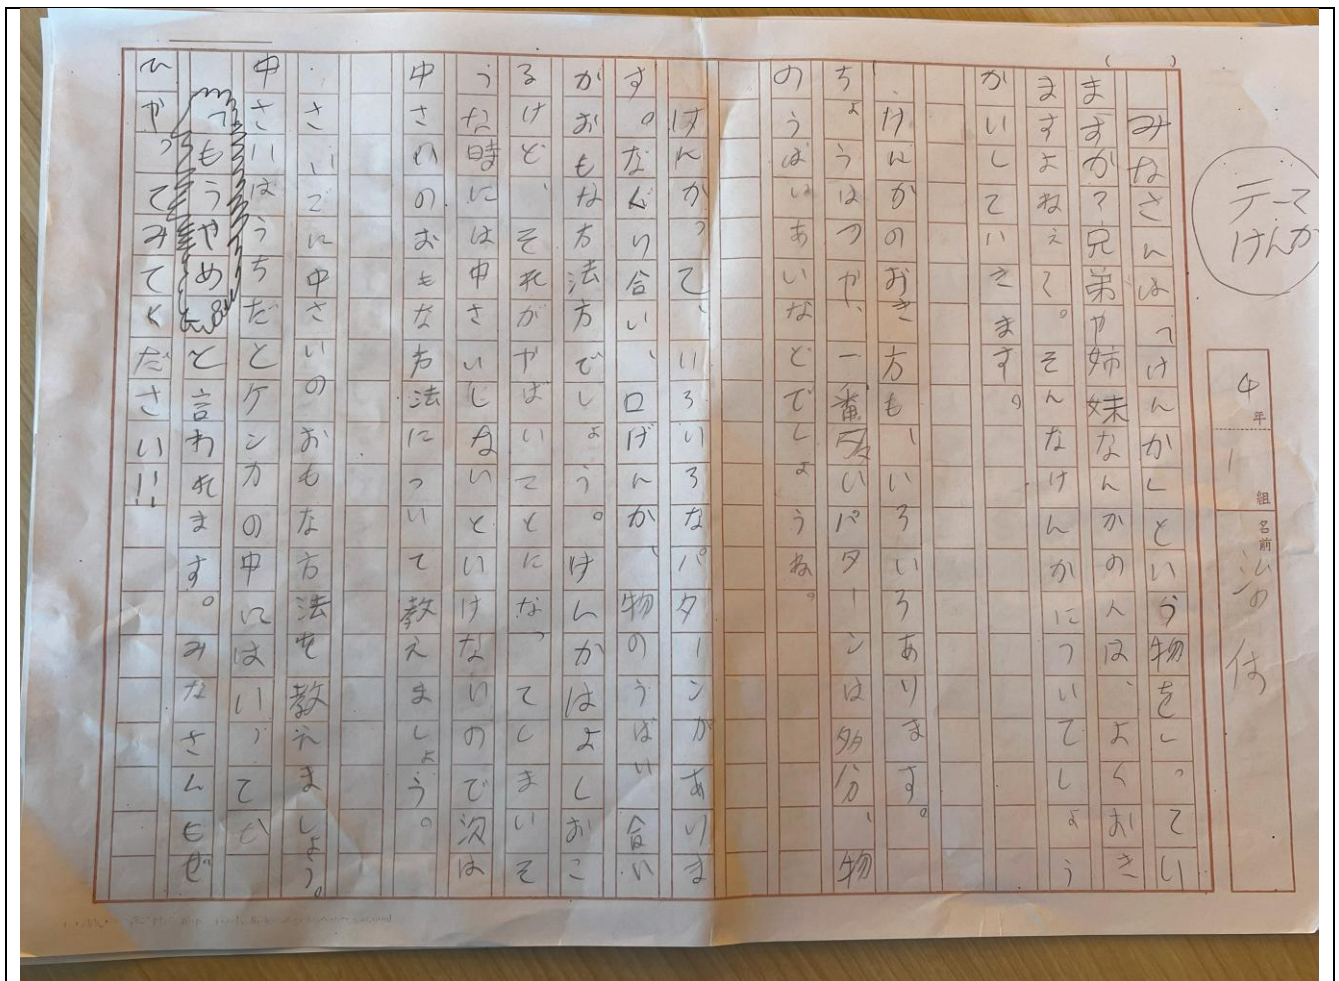 テーマ
けんか
4年
1組
名前
みなさんは「けんか」という物をしってい
ますか？兄弟や姉妹なんかの人は、よくおき
ますよねぇ〜。そんなけんかについてしょう
かいしていきます。
けんかのおき方も、いろいろあります。
ちょうはつや、一番多いパターンは多分、物
のうばいあいなどでしょうね。
けんかって、いろいろなパターンがありま
す。なぐり合い、口げんか、物のうばい合い
がおもな方法方でしょう。けんかはよしおこ
るけど、それがやばいことになってしまいそ
うな時には中さいしないといけないので次は
中さいのおもな方法について教えましょう。
さいごに中さいのおもな方法を教えましょう。
中さいはうちだとケンカの中にはいって
「もうやめ と言われます。みなさんもぜ
ひやってみてください!!